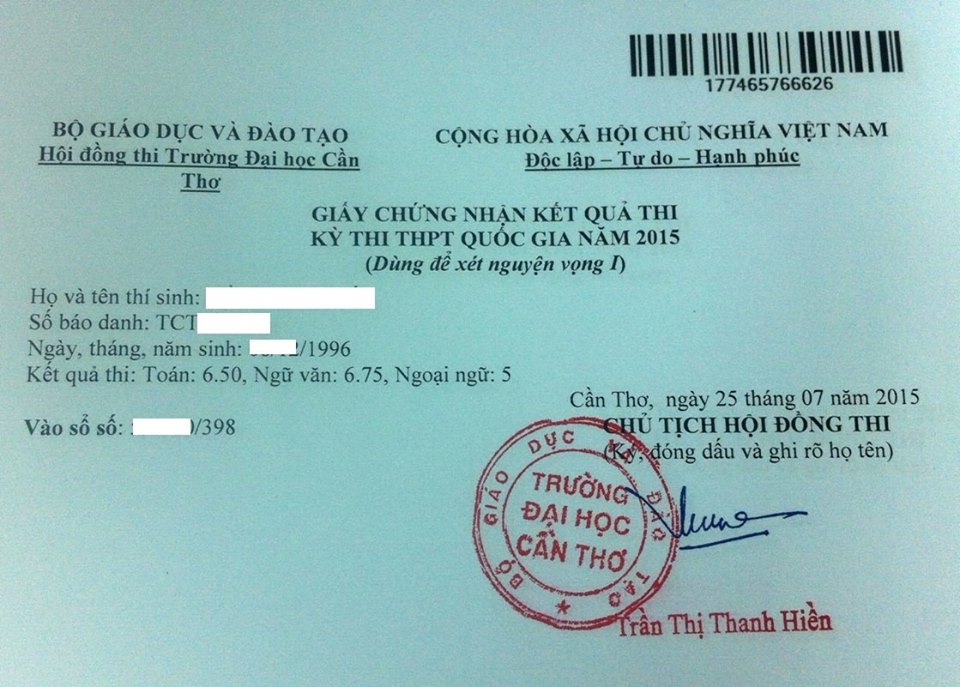 177465766626
BỘ GIÁO DỤC VÀ ĐÀO TẠO
Hội đồng thi Trường Đại học Cần
Thơ
CỘNG HÒA XÃ HỘI CHỦ NGHĨA VIỆT NAM
Độc lập – Tự do – Hạnh phúc
GIẤY CHỨNG NHẬN KẾT QUẢ THI
KỲ THI THPT QUỐC GIA NĂM 2015
(Dùng để xét nguyện vọng I)
Họ và tên thí sinh:
Số báo danh: TCT
Ngày, tháng, năm sinh: /1996
Kết quả thi: Toán: 6.50, Ngữ văn: 6.75, Ngoại ngữ: 5
Vào sổ số: /398
Cần Thơ, ngày 25 tháng 07 năm 2015
CHỦ TỊCH HỘI ĐỒNG THI
(Ký, đóng dấu và ghi rõ họ tên)
BỘ GIÁO DỤC VÀ ĐÀO TẠO
TRƯỜNG
ĐẠI HỌC
CẦN THƠ
Trần Thị Thanh Hiền